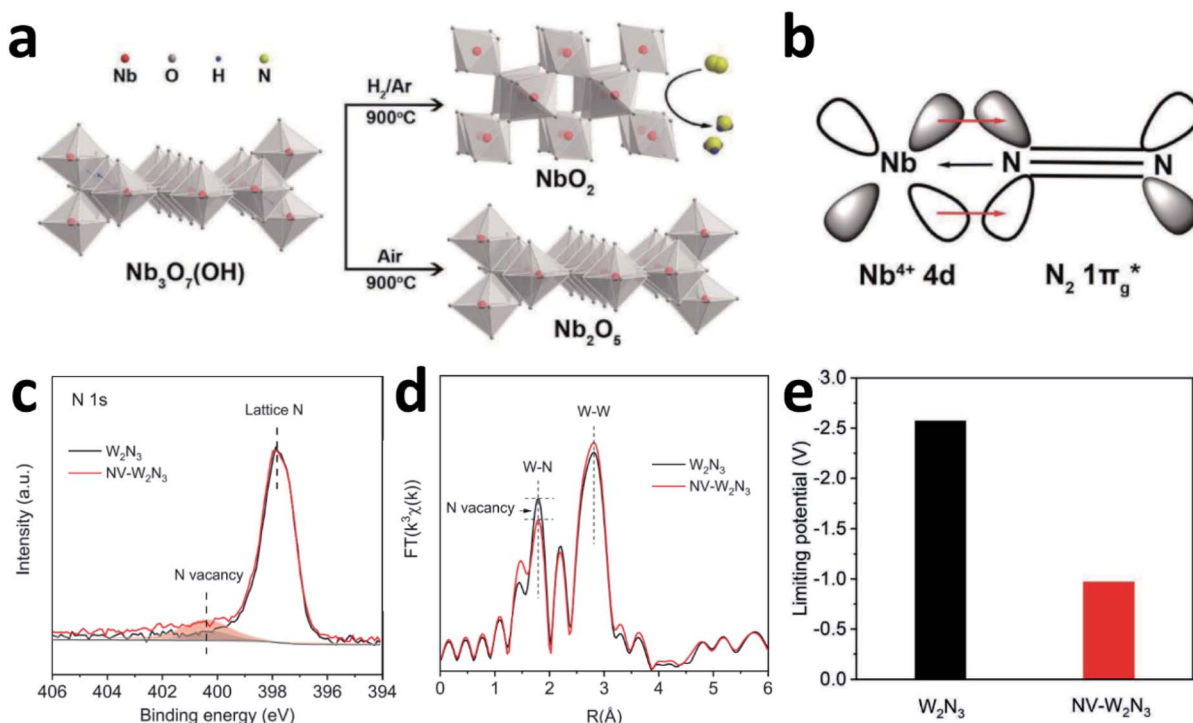 a
Nb O H N
Nb₃O₇(OH)
H₂/Ar
900°C
Air
900°C
NbO₂
Nb₂O₅
b
Nb N N
Nb⁴⁺ 4d N₂ 1πg*
c
N 1s
Lattice N
W₂N₃
NV-W₂N₃
N vacancy
Intensity (a.u.)
406 404 402 400 398 396 394
Binding energy (eV)
d
W-W
W-N
W₂N₃
NV-W₂N₃
N vacancy
FT(k³χ(k))
0 1 2 3 4 5 6
R(Å)
e
Limiting potential (V)
-3.0
-2.5
-2.0
-1.5
-1.0
-0.5
0.0
W₂N₃ NV-W₂N₃